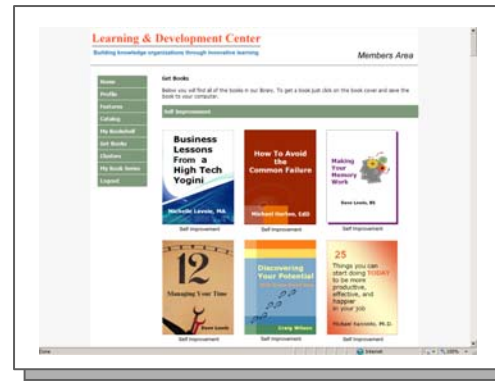 Learning & Development Center
Building knowledge organizations through innovative learning
Members Area
Home
Profile
Features
Catalog
My Bookshelf
Get Books
Clusters
My Book Series
Logout
Get Books
Below you will find all of the books in our library. To get a book just click on the book cover and save the
book to your computer.
Self Improvement
Business
Lessons
From a
High Tech
Yogini
Michelle Lavoie, MA
Self Improvement
How To Avoid
the
Common Failure
Michael Horton, EdD
Self Improvement
Making
Your
Memory
Work
Dave Lewis, BS
Self Improvement
12
Managing Your Time
Dave Lewis
Self Improvement
Discovering
Your Potential
Craig Wilson
Self Improvement
25
Things you can
start doing TODAY
to be more
productive,
effective, and
happier
in your job
Self Improvement
Done
Internet
100%